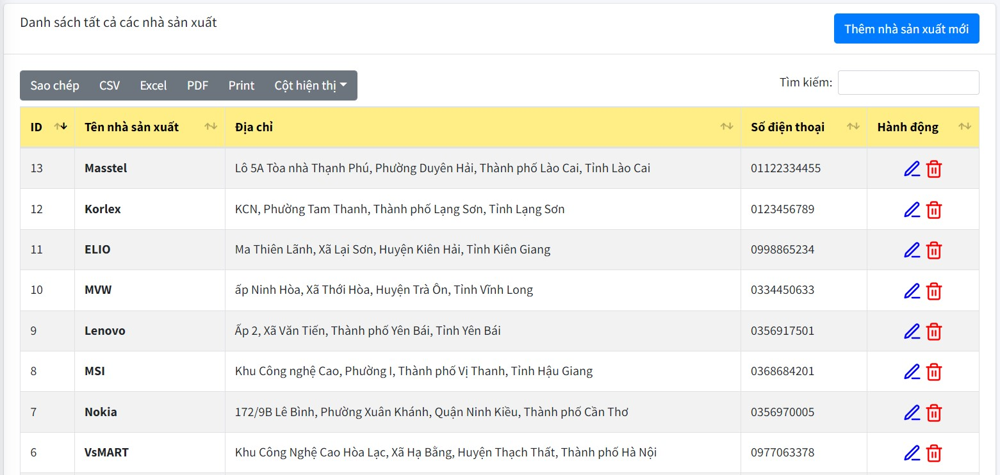 Danh sách tất cả các nhà sản xuất
Thêm nhà sản xuất mới
Sao chép CSV Excel PDF Print Cột hiện thị
Tìm kiếm:
ID Tên nhà sản xuất Địa chỉ Số điện thoại Hành động
13 Masstel Lô 5A Tòa nhà Thạnh Phú, Phường Duyên Hải, Thành phố Lào Cai, Tỉnh Lào Cai 01122334455
12 Korlex KCN, Phường Tam Thanh, Thành phố Lạng Sơn, Tỉnh Lạng Sơn 0123456789
11 ELIO Ma Thiên Lãnh, Xã Lại Sơn, Huyện Kiên Hải, Tỉnh Kiên Giang 0998865234
10 MVW ấp Ninh Hòa, Xã Thới Hòa, Huyện Trà Ôn, Tỉnh Vĩnh Long 0334450633
9 Lenovo Ấp 2, Xã Văn Tiến, Thành phố Yên Bái, Tỉnh Yên Bái 0356917501
8 MSI Khu Công nghệ Cao, Phường I, Thành phố Vị Thanh, Tỉnh Hậu Giang 0368684201
7 Nokia 172/9B Lê Bình, Phường Xuân Khánh, Quận Ninh Kiều, Thành phố Cần Thơ 0356970005
6 VsMART Khu Công Nghệ Cao Hòa Lạc, Xã Hạ Bằng, Huyện Thạch Thất, Thành phố Hà Nội 0977063378